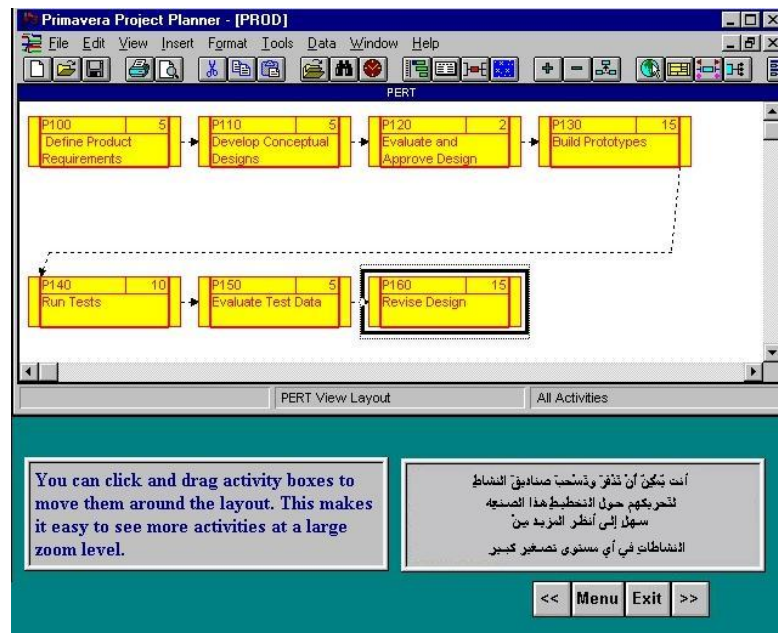 Primavera Project Planner - [PROD]
File Edit View Insert Format Tools Data Window Help
PERT
P100 5
Define Product
Requirements
P110 5
Develop Conceptual
Designs
P120 2
Evaluate and
Approve Design
P130 15
Build Prototypes
P140 10
Run Tests
P150 5
Evaluate Test Data
P160 15
Revise Design
PERT View Layout
All Activities
You can click and drag activity boxes to
move them around the layout. This makes
it easy to see more activities at a large
zoom level.
أنت يُمْكِنُ أَنْ تَنْقرَ وتَسْحبَ صناديقَ النشاطِ
لتَحريكهم حول التخطيطِ هذا الصنعِه
سهل إلى أنظر المزيد مِنْ
النشاطاتِ في أي مستوى تصغير كبير
<< Menu Exit >>